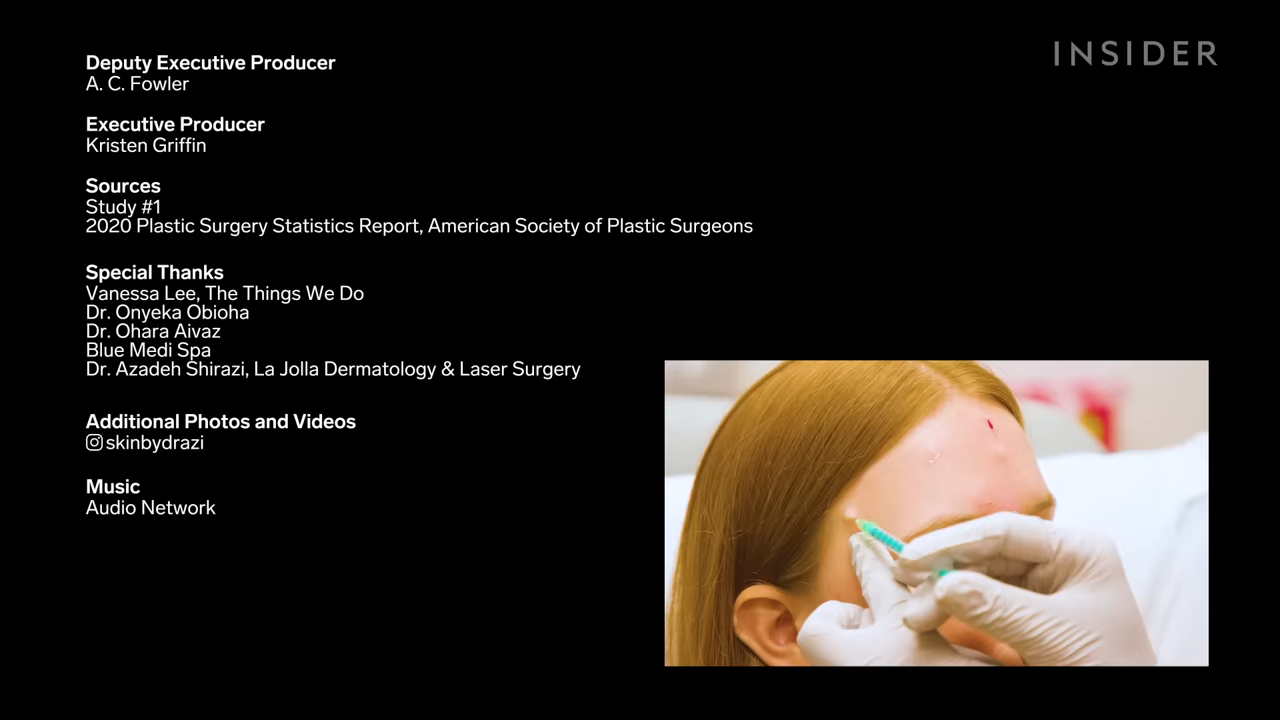 INSIDER
Deputy Executive Producer
A. C. Fowler
Executive Producer
Kristen Griffin
Sources
Study #1
2020 Plastic Surgery Statistics Report, American Society of Plastic Surgeons
Special Thanks
Vanessa Lee, The Things We Do
Dr. Onyeka Obioha
Dr. Ohara Aivaz
Blue Medi Spa
Dr. Azadeh Shirazi, La Jolla Dermatology & Laser Surgery
Additional Photos and Videos
skinbydrazi
Music
Audio Network